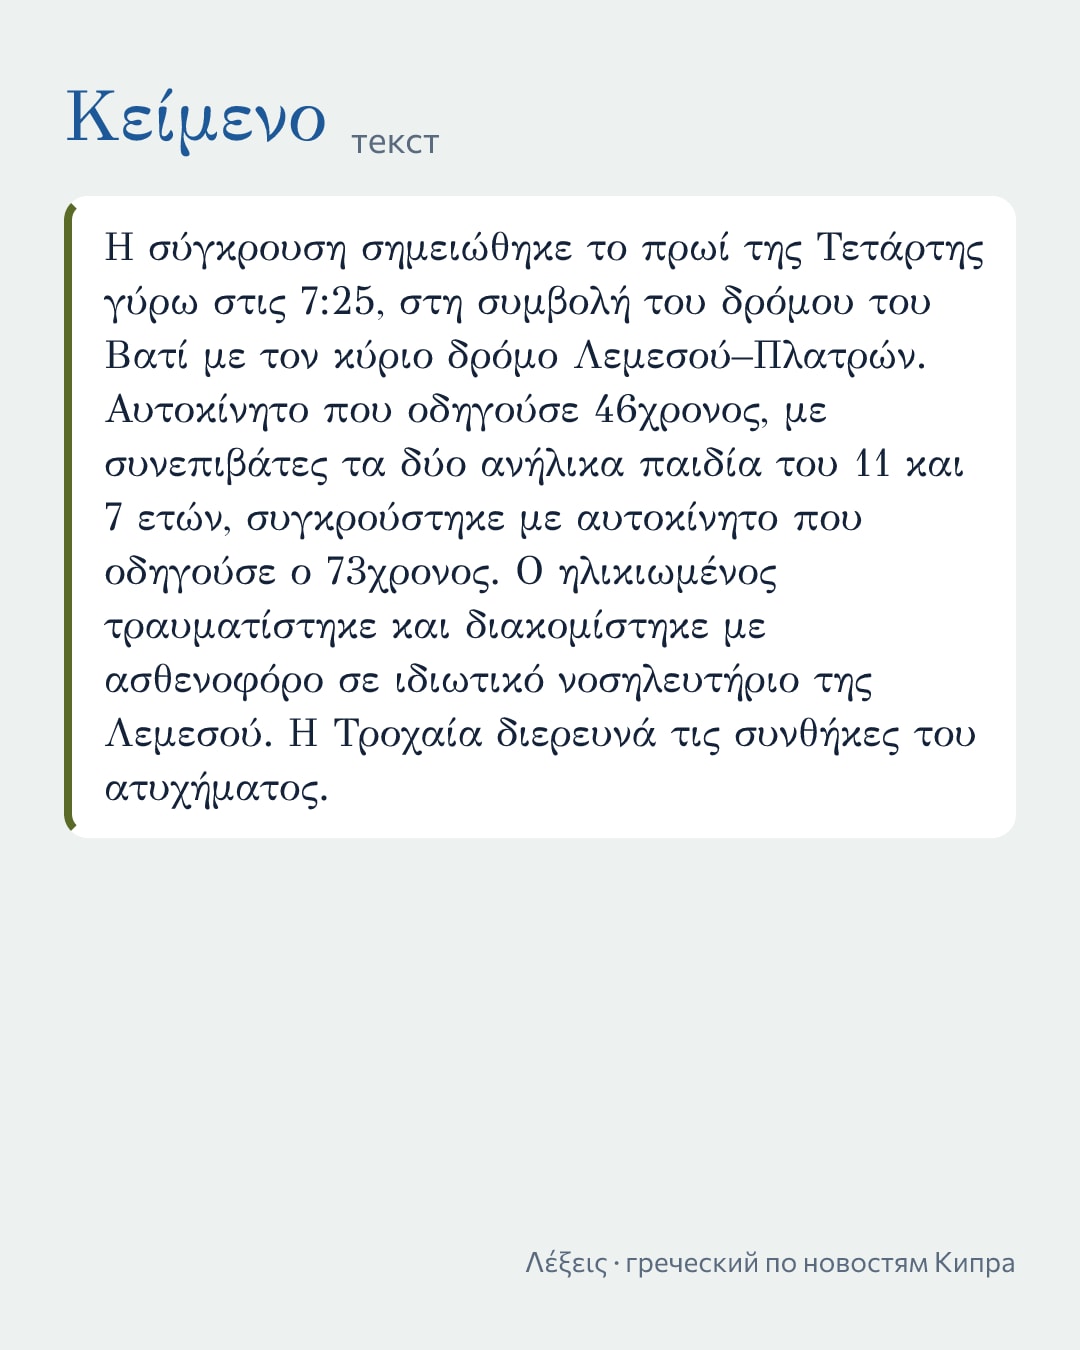 Κείμενο текст
Η σύγκρουση σημειώθηκε το πρωί της Τετάρτης
γύρω στις 7:25, στη συμβολή του δρόμου του
Βατί με τον κύριο δρόμο Λεμεσού–Πλατρών.
Αυτοκίνητο που οδηγούσε 46χρονος, με
συνεπιβάτες τα δύο ανήλικα παιδία του 11 και
7 ετών, συγκρούστηκε με αυτοκίνητο που
οδηγούσε ο 73χρονος. Ο ηλικιωμένος
τραυματίστηκε και διακομίστηκε με
ασθενοφόρο σε ιδιωτικό νοσηλευτήριο της
Λεμεσού. Η Τροχαία διερευνά τις συνθήκες του
ατυχήματος.
Λέξεις · греческий по новостям Кипра